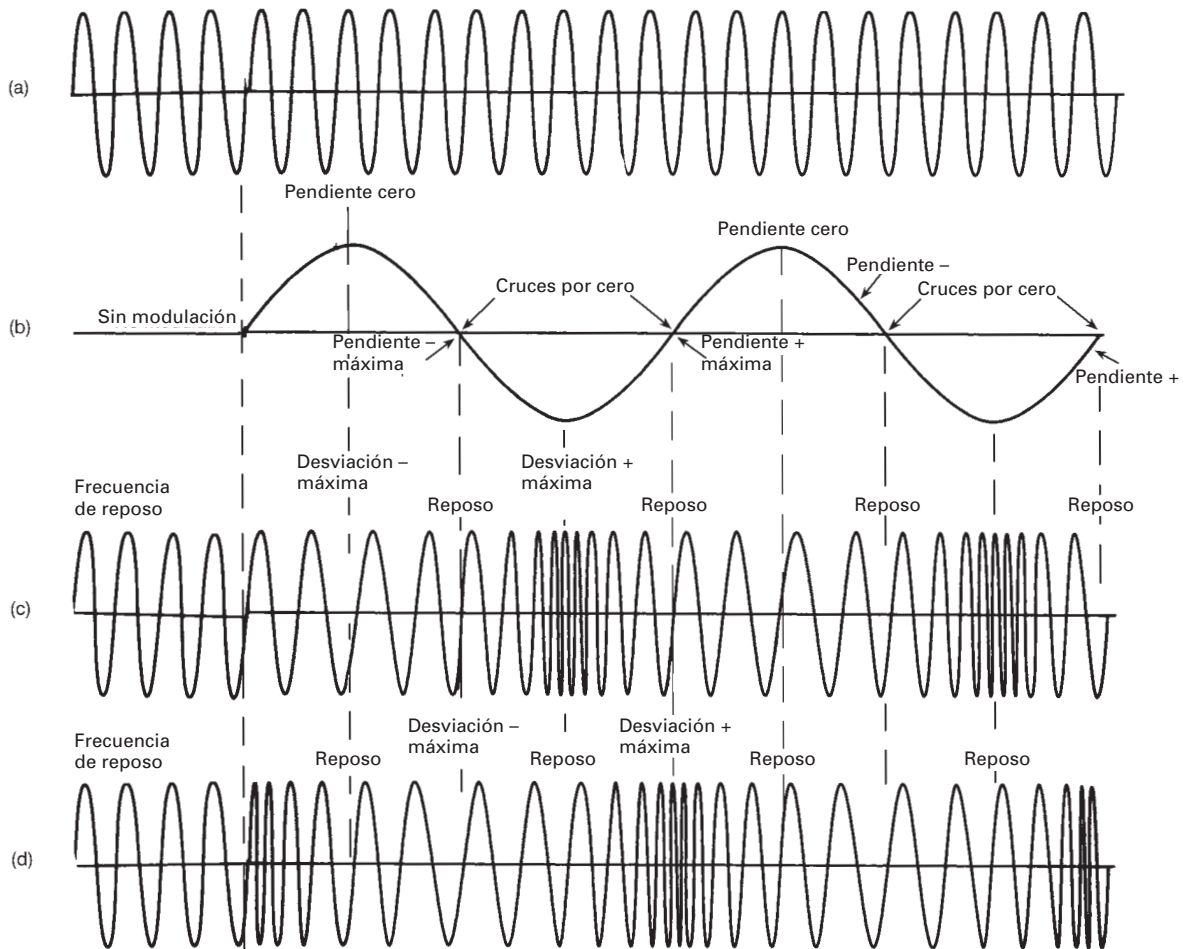 (a)
Pendiente cero
Pendiente cero
Pendiente –
Cruces por cero
Cruces por cero
Sin modulación
(b)
Pendiente –
máxima
Pendiente +
máxima
Pendiente +
Desviación –
máxima
Desviación +
máxima
Frecuencia
de reposo
Reposo
Reposo
Reposo
Reposo
(c)
Desviación –
máxima
Desviación +
máxima
Frecuencia
de reposo
Reposo
Reposo
Reposo
Reposo
(d)